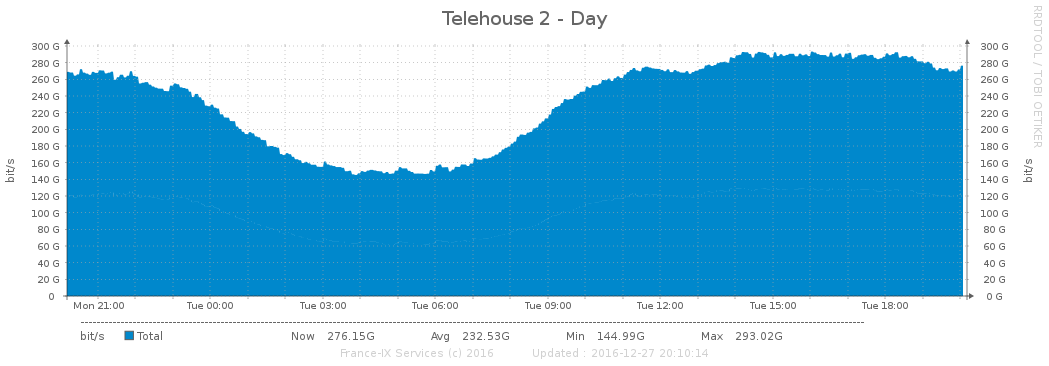 Telehouse 2 - Day
RRDTOOL / TOBI OETIKER
bit/s
300 G 300 G
280 G 280 G
260 G 260 G
240 G 240 G
220 G 220 G
200 G 200 G
180 G 180 G
160 G 160 G
140 G 140 G
120 G 120 G
100 G 100 G
80 G 80 G
60 G 60 G
40 G 40 G
20 G 20 G
0 0 G
bit/s
Mon 21:00 Tue 00:00 Tue 03:00 Tue 06:00 Tue 09:00 Tue 12:00 Tue 15:00 Tue 18:00
bit/s Total Now 276.15G Avg 232.53G Min 144.99G Max 293.02G
France-IX Services (c) 2016 Updated : 2016-12-27 20:10:14